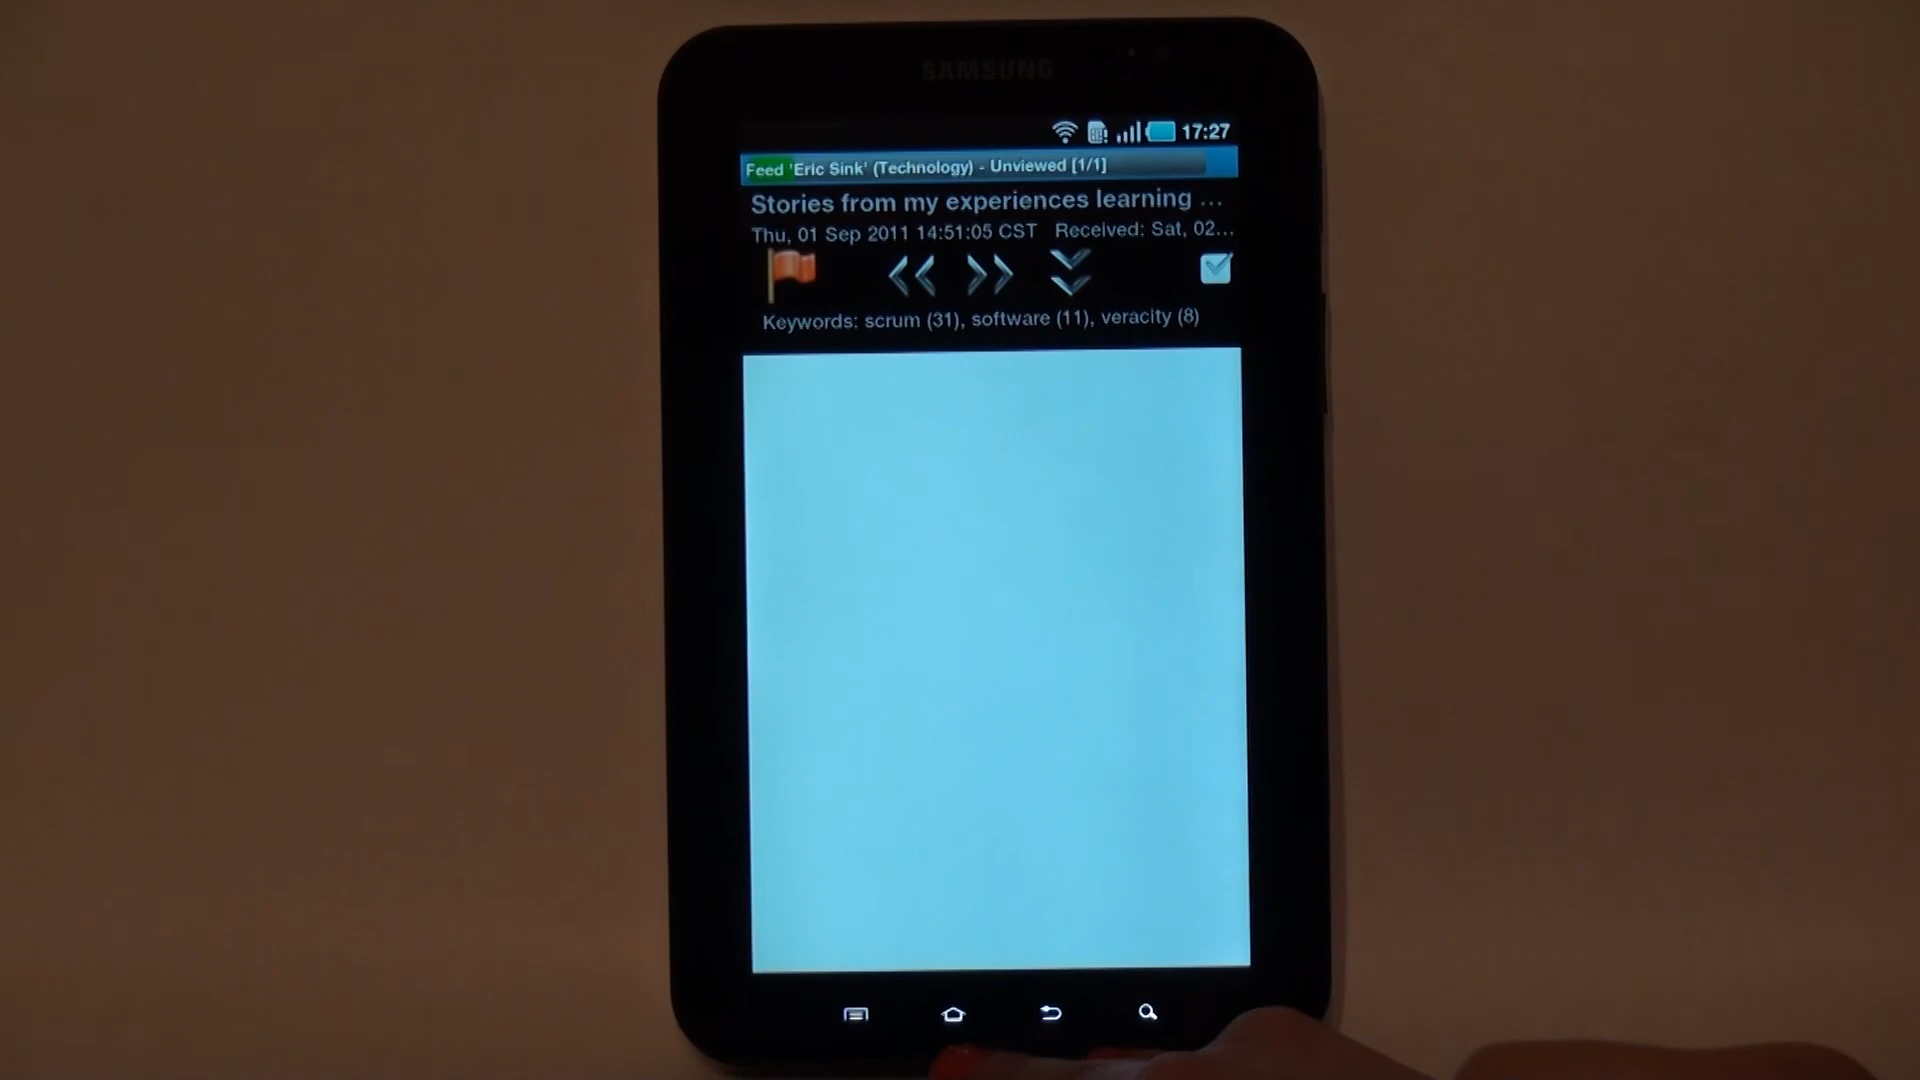 SAMSUNG
17:27
Feed 'Eric Sink' (Technology) - Unviewed [1/1]
Stories from my experiences learning ...
Thu, 01 Sep 2011 14:51:05 CST Received: Sat, 02...
Keywords: scrum (31), software (11), veracity (8)